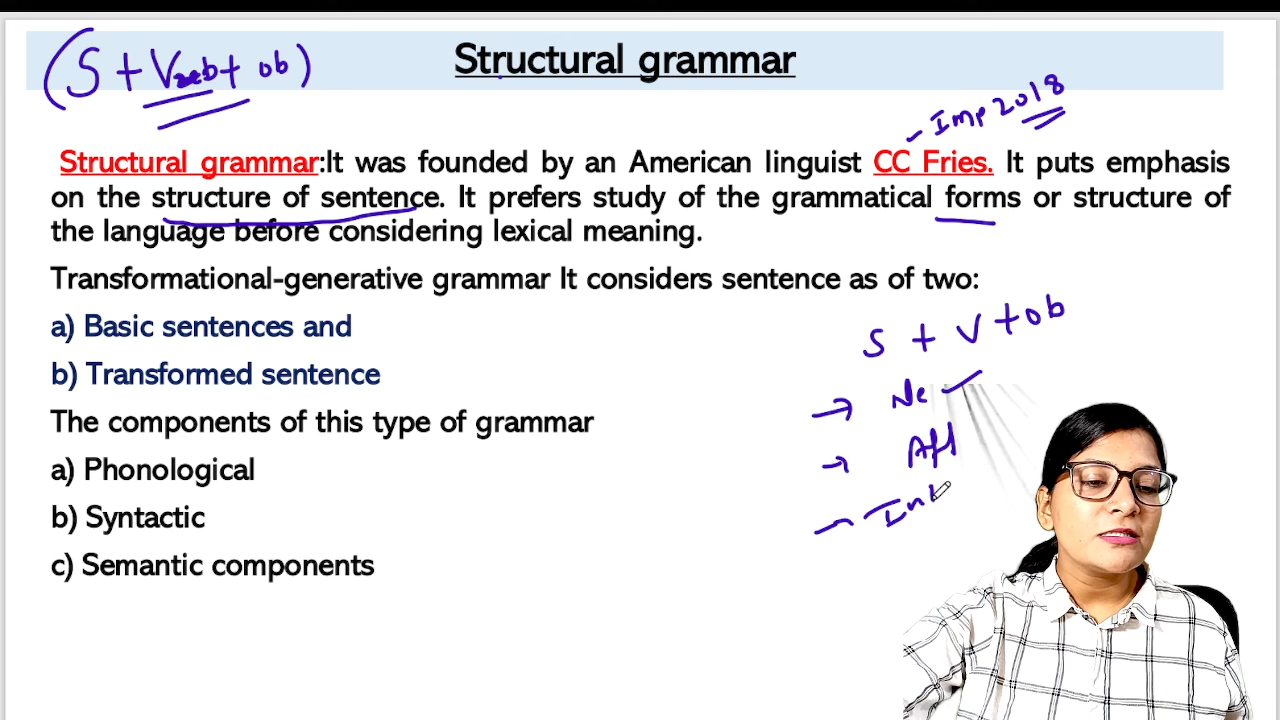 (S + Verb + ob)
Structural grammar
- Imp 2018
Structural grammar:It was founded by an American linguist CC Fries. It puts emphasis
on the structure of sentence. It prefers study of the grammatical forms or structure of
the language before considering lexical meaning.
Transformational-generative grammar It considers sentence as of two:
a) Basic sentences and
b) Transformed sentence
S + V + ob
The components of this type of grammar
→ Ne
a) Phonological
→ Aff
b) Syntactic
→ Int
c) Semantic components